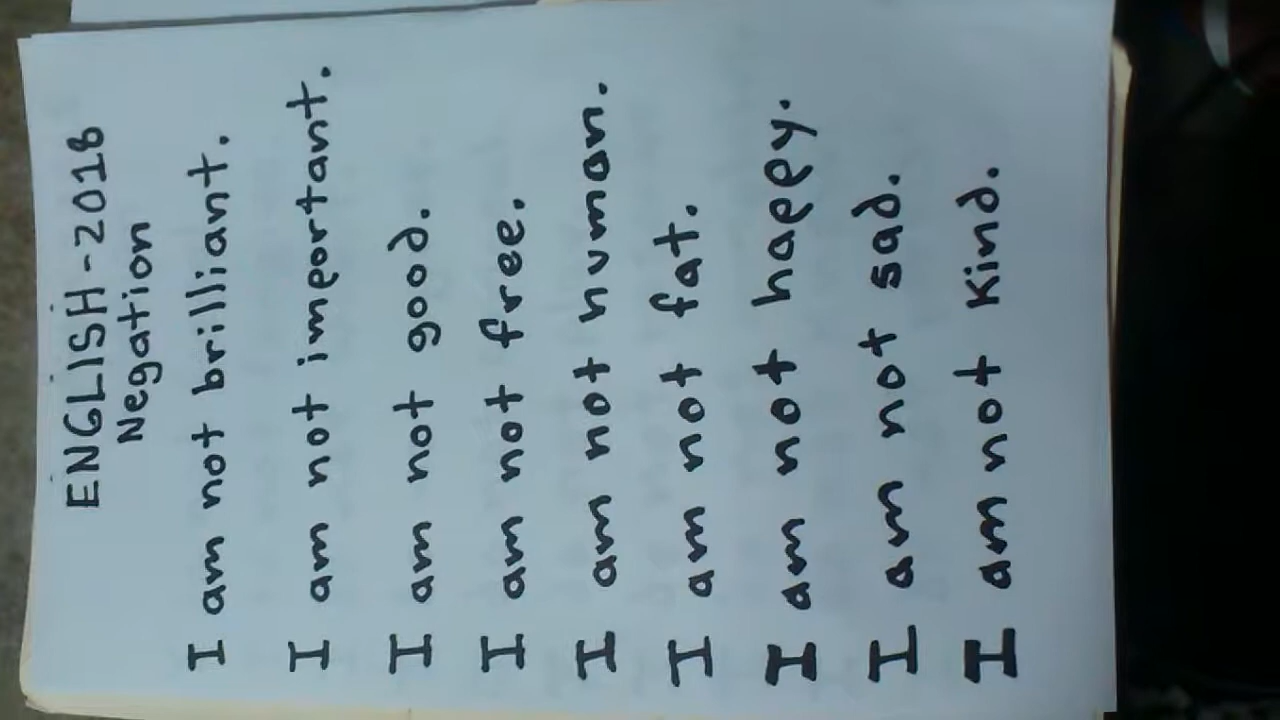 ENGLISH-2018
Negation
I am not brilliant.
I am not important.
I am not good.
I am not free.
I am not human.
I am not fat.
I am not happy.
I am not sad.
I am not Kind.